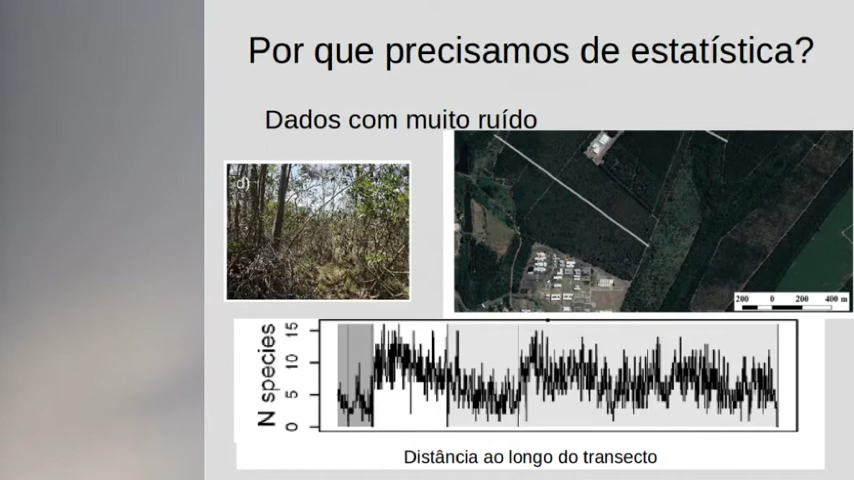 Por que precisamos de estatística?
Dados com muito ruído
d)
200 0 200 400 m
N species
15
10
5
0
Distância ao longo do transecto